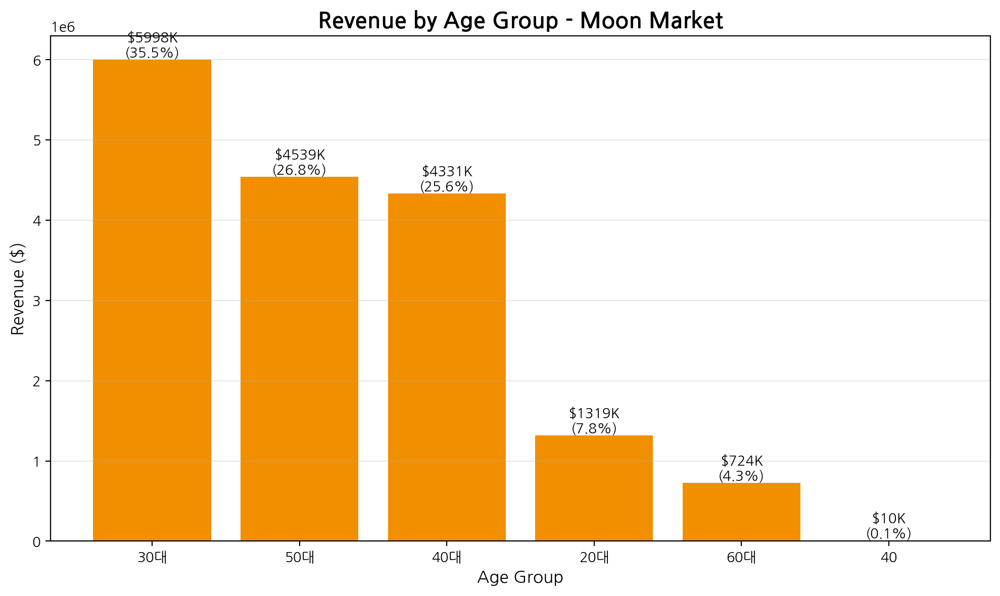 Revenue by Age Group - Moon Market
1e6
$5998K
(35.5%)
$4539K
(26.8%)
$4331K
(25.6%)
$1319K
(7.8%)
$724K
(4.3%)
$10K
(0.1%)
6
5
4
3
2
1
0
Revenue ($)
30대
50대
40대
20대
60대
40
Age Group